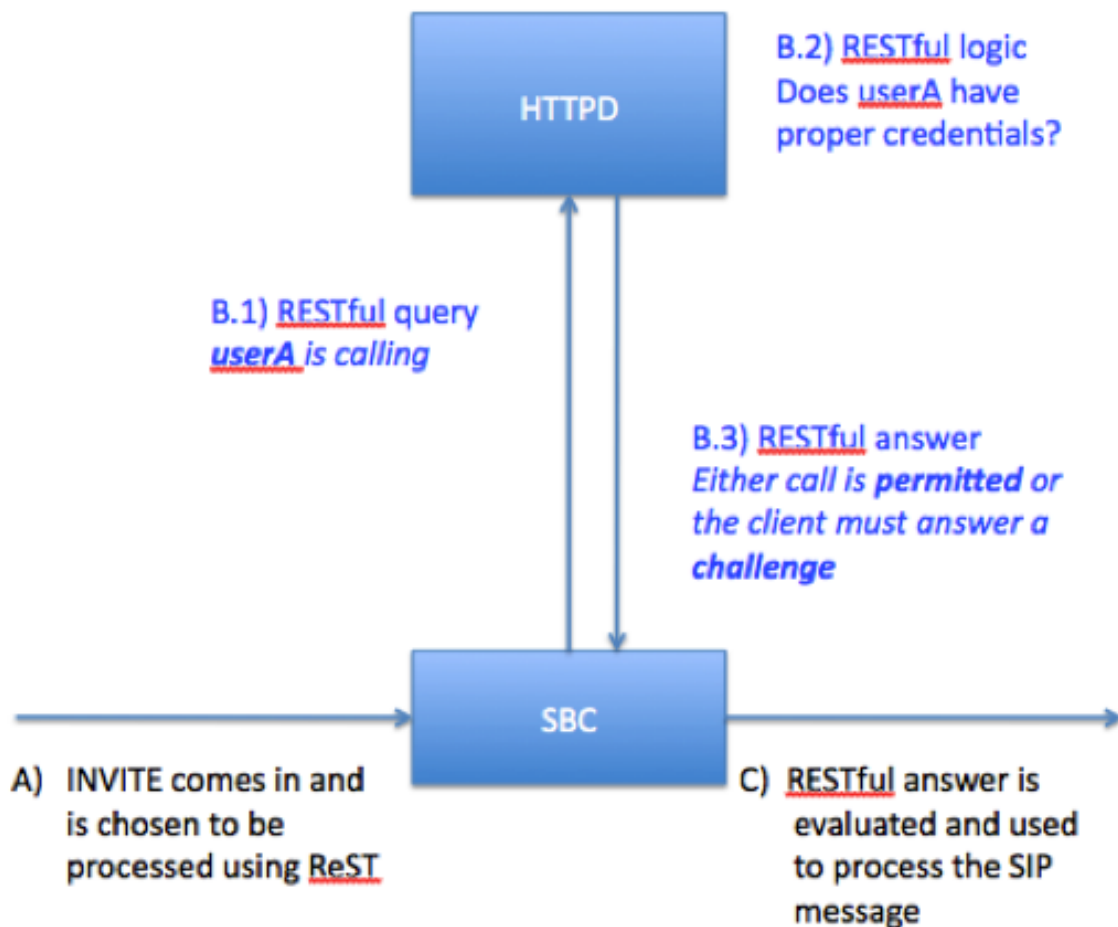 HTTPD
B.2) RESTful logic
Does userA have
proper credentials?
B.1) RESTful query
userA is calling
B.3) RESTful answer
Either call is permitted or
the client must answer a
challenge
SBC
A) INVITE comes in and
is chosen to be
processed using ReST
C) RESTful answer is
evaluated and used
to process the SIP
message